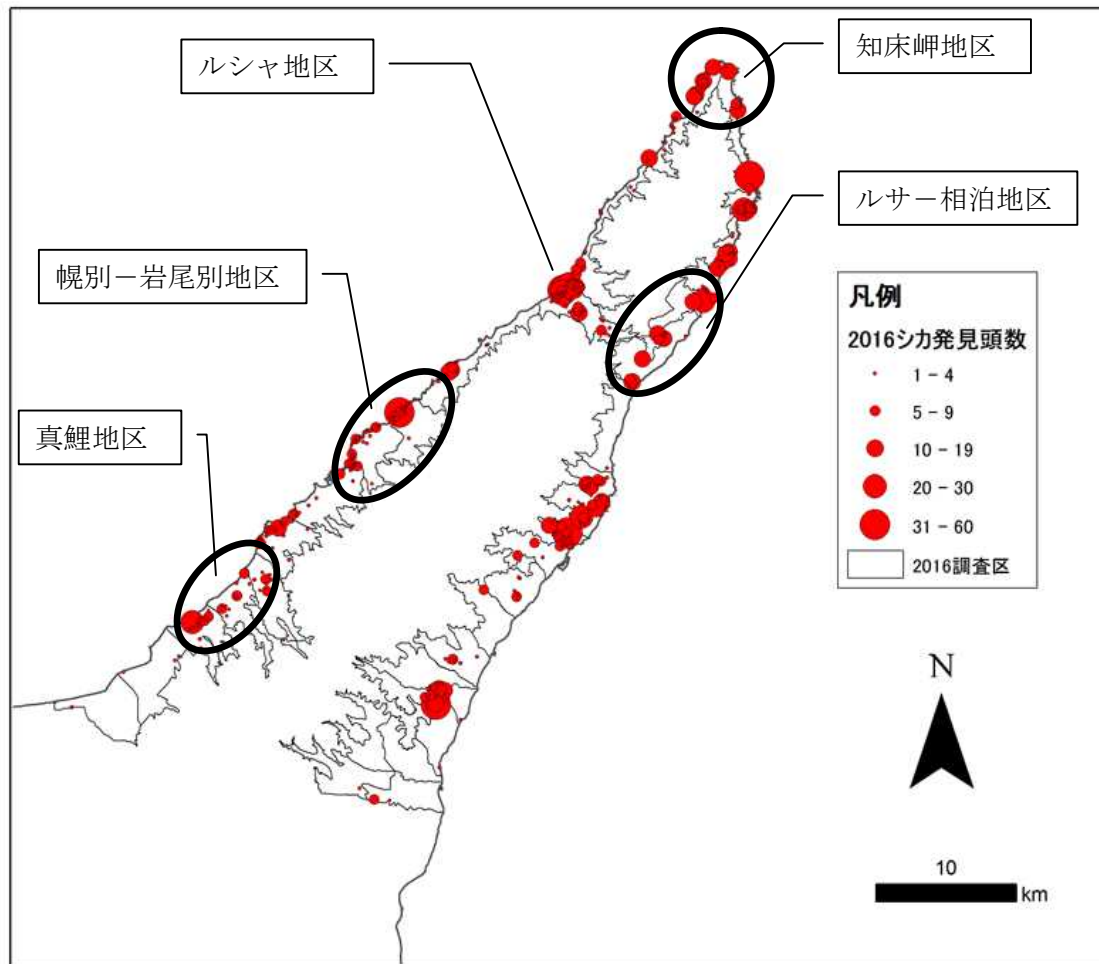 知床岬地区
ルシャ地区
ルサー相泊地区
幌別－岩尾別地区
真鯉地区
凡例
2016シカ発見頭数
1 - 4
5 - 9
10 - 19
20 - 30
31 - 60
2016調査区
N
10
km